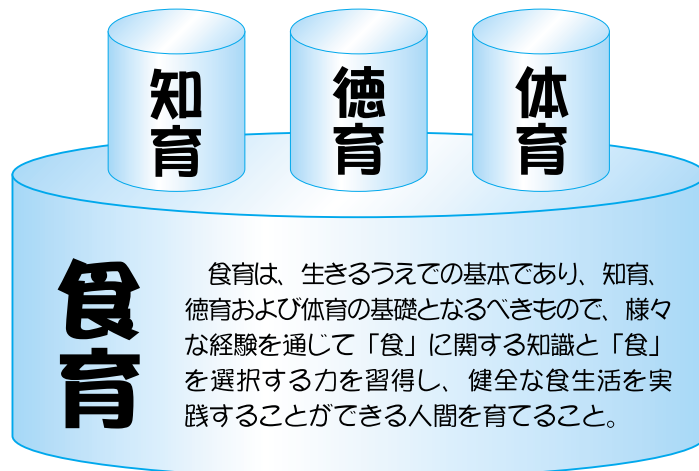 知育
徳育
体育
食育
食育は、生きるうえでの基本であり、知育、
徳育および体育の基礎となるべきもので、様々
な経験を通じて「食」に関する知識と「食」
を選択する力を習得し、健全な食生活を実
践することができる人間を育てること。